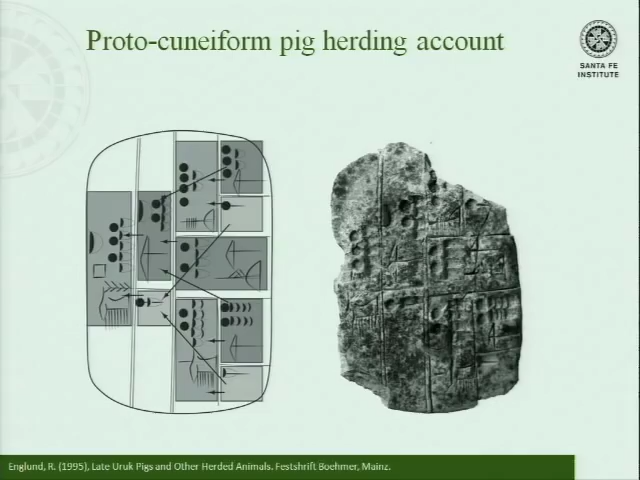 Proto-cuneiform pig herding account
SANTA FE
INSTITUTE
Englund, R. (1995), Late Uruk Pigs and Other Herded Animals. Festshrift Boehmer, Mainz.